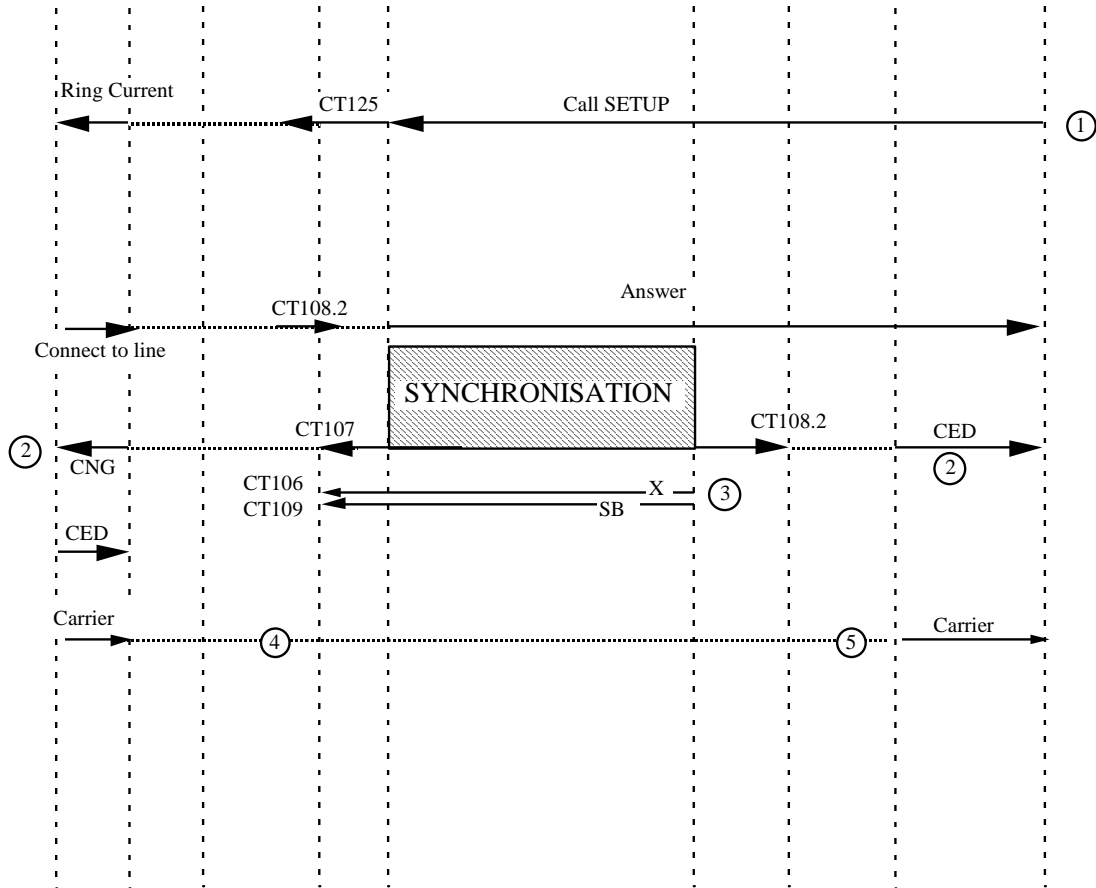 Ring Current
CT125
Call SETUP
1
CT108.2
Answer
Connect to line
SYNCHRONISATION
CT107
CT108.2
CED
2
CNG
2
CT106
X
3
CT109
SB
CED
Carrier
4
5
Carrier